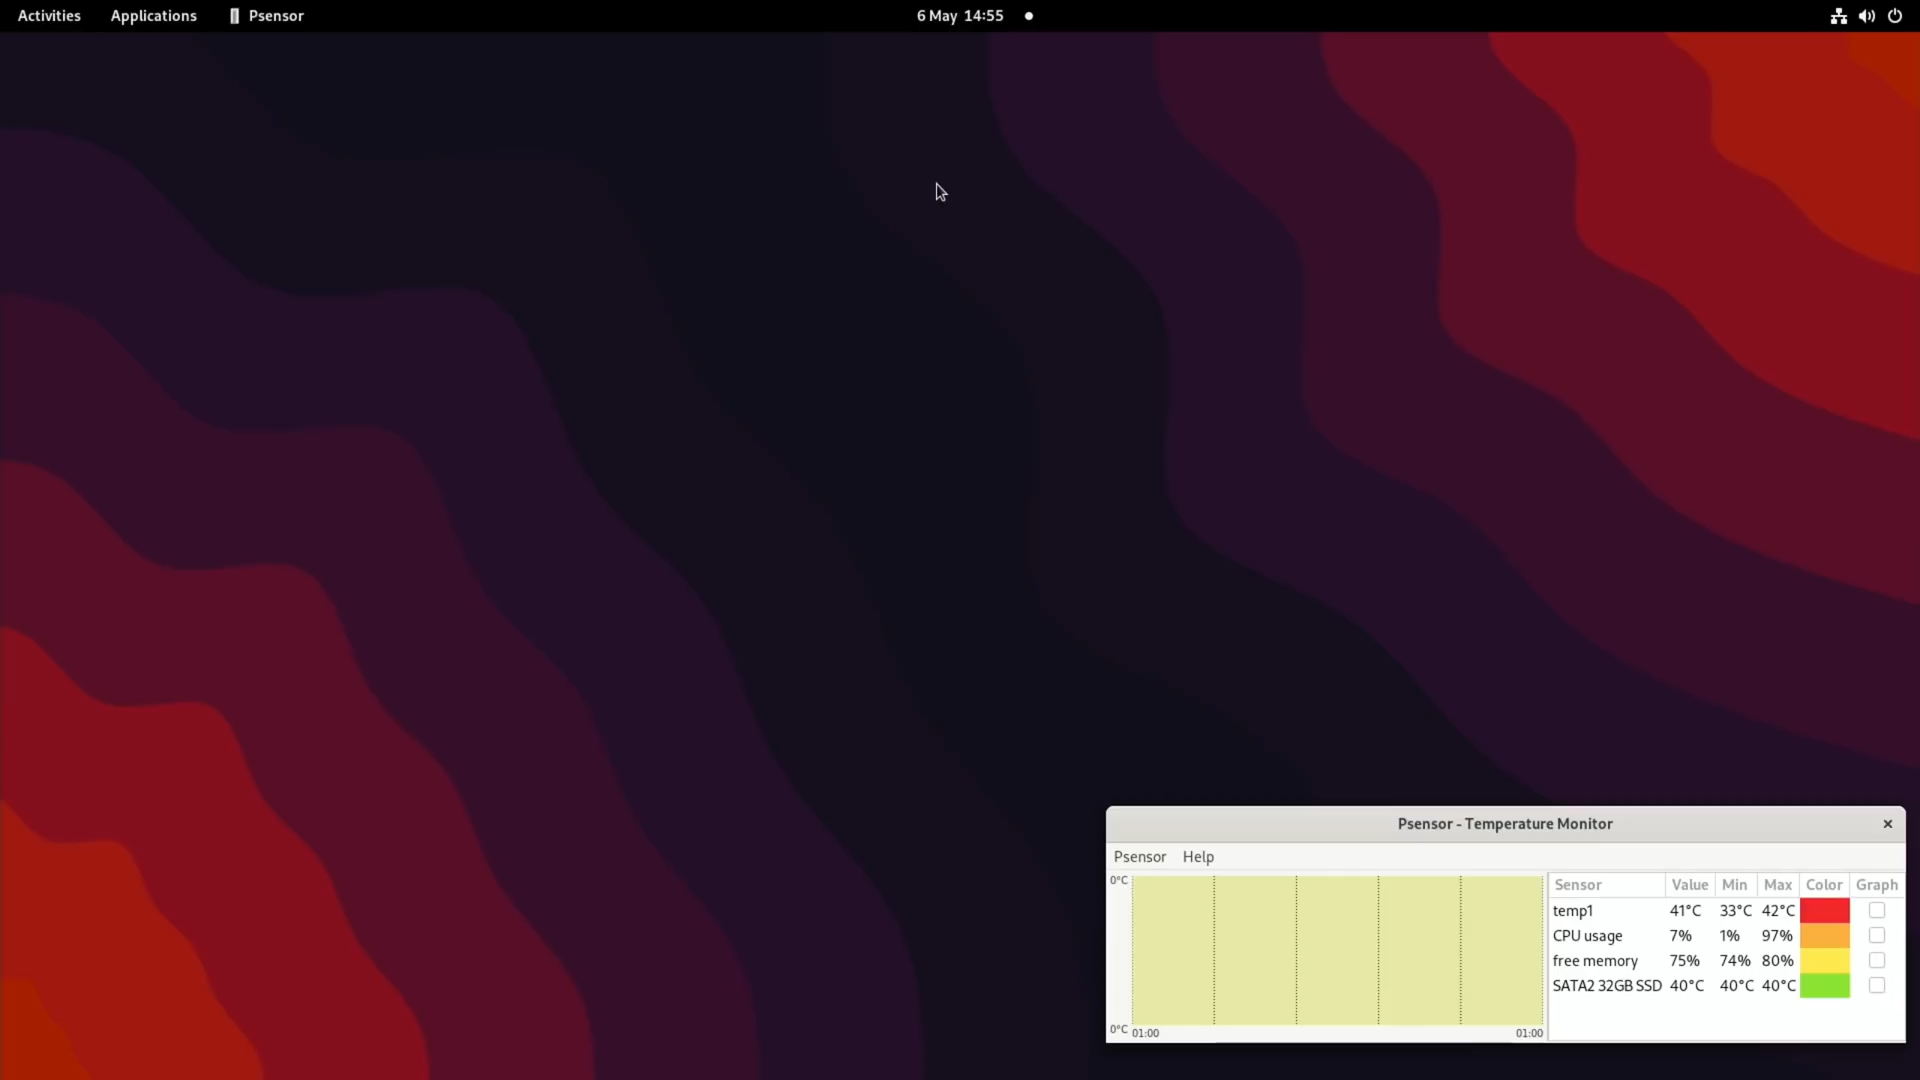 Activities Applications Psensor 6 May 14:55
Psensor - Temperature Monitor
Psensor Help
0°C
0°C
01:00 01:00
Sensor Value Min Max Color Graph
temp1 41°C 33°C 42°C
CPU usage 7% 1% 97%
free memory 75% 74% 80%
SATA2 32GB SSD 40°C 40°C 40°C